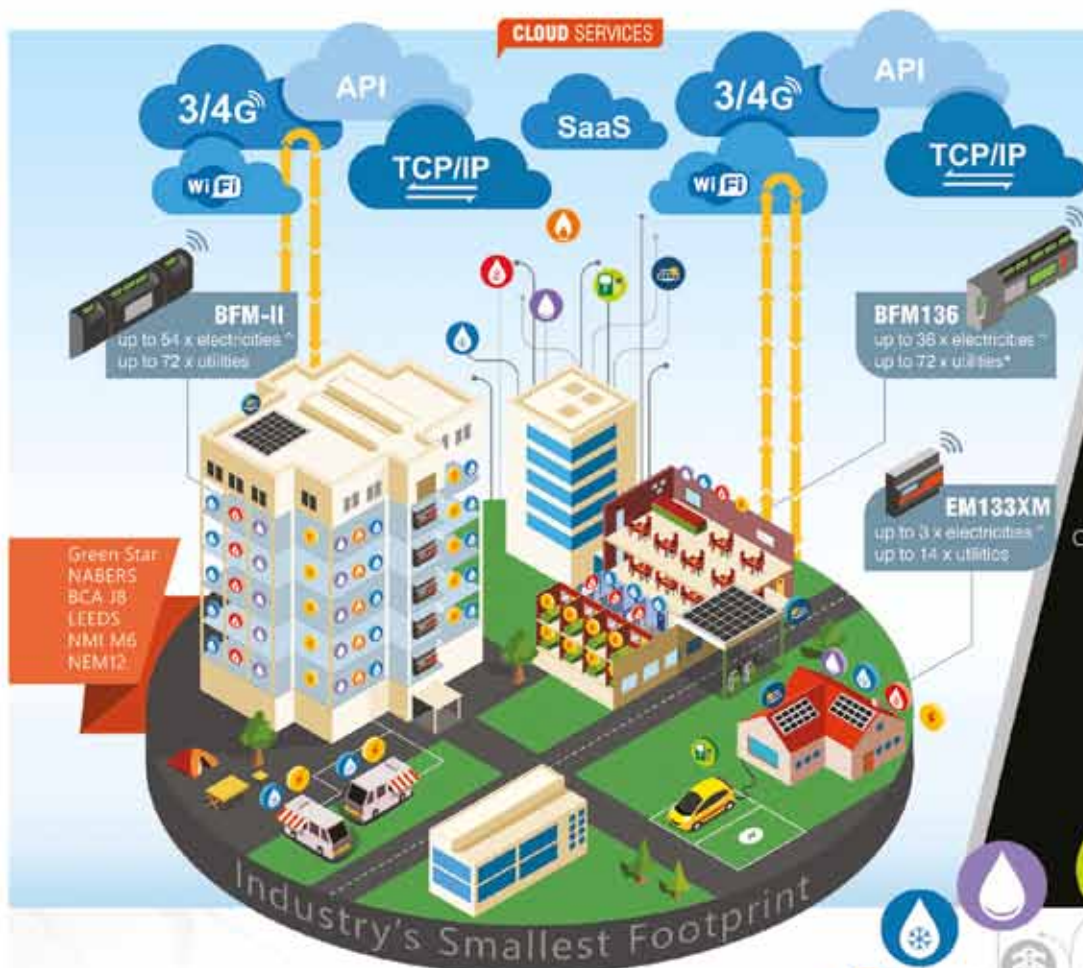 CLOUD SERVICES
3/4G
API
SaaS
3/4G
API
TCP/IP
TCP/IP
WiFi
WiFi
BFM-II
up to 54 x electricities ^
up to 72 x utilities
BFM136
up to 36 x electricities ^
up to 72 x utilities*
EM133XM
up to 3 x electricities ^
up to 14 x utilities
Green Star
NABERS
BCA J8
LEEDS
NMI M6
NEM12
Industry's Smallest Footprint